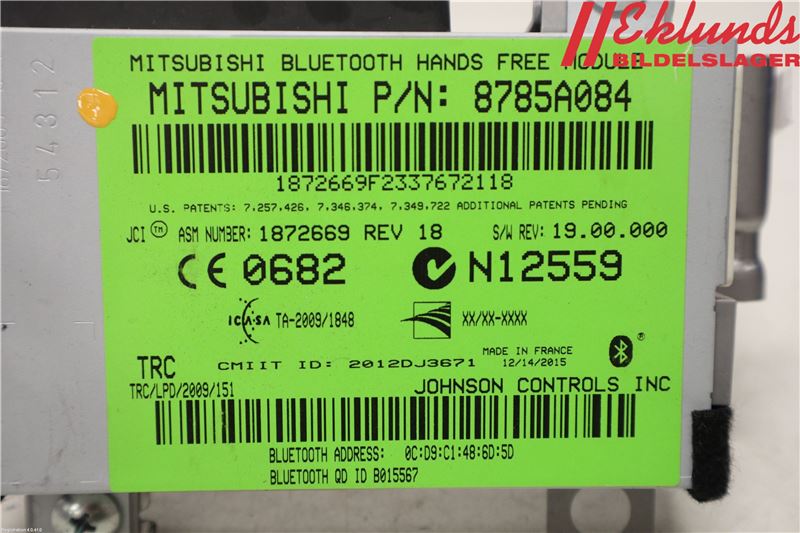 Eklunds
BILDELSLAGER
MITSUBISHI BLUETOOTH HANDS FREE MODULE
MITSUBISHI P/N: 8785A084
1872669F2337672118
U.S. PATENTS: 7,257,426, 7,346,374, 7,349,722 ADDITIONAL PATENTS PENDING
JCI ™ ASM NUMBER: 1872669 REV 18 S/W REV: 19.00.000
CE 0682 N12559
ICASA TA-2009/1848 XX/XX-XXXX
TRC CMIIT ID: 2012DJ3671 MADE IN FRANCE
12/14/2015
®
TRC/LPD/2009/151 JOHNSON CONTROLS INC
BLUETOOTH ADDRESS: 0C:D9:C1:48:6D:5D
BLUETOOTH QD ID B015567
54312